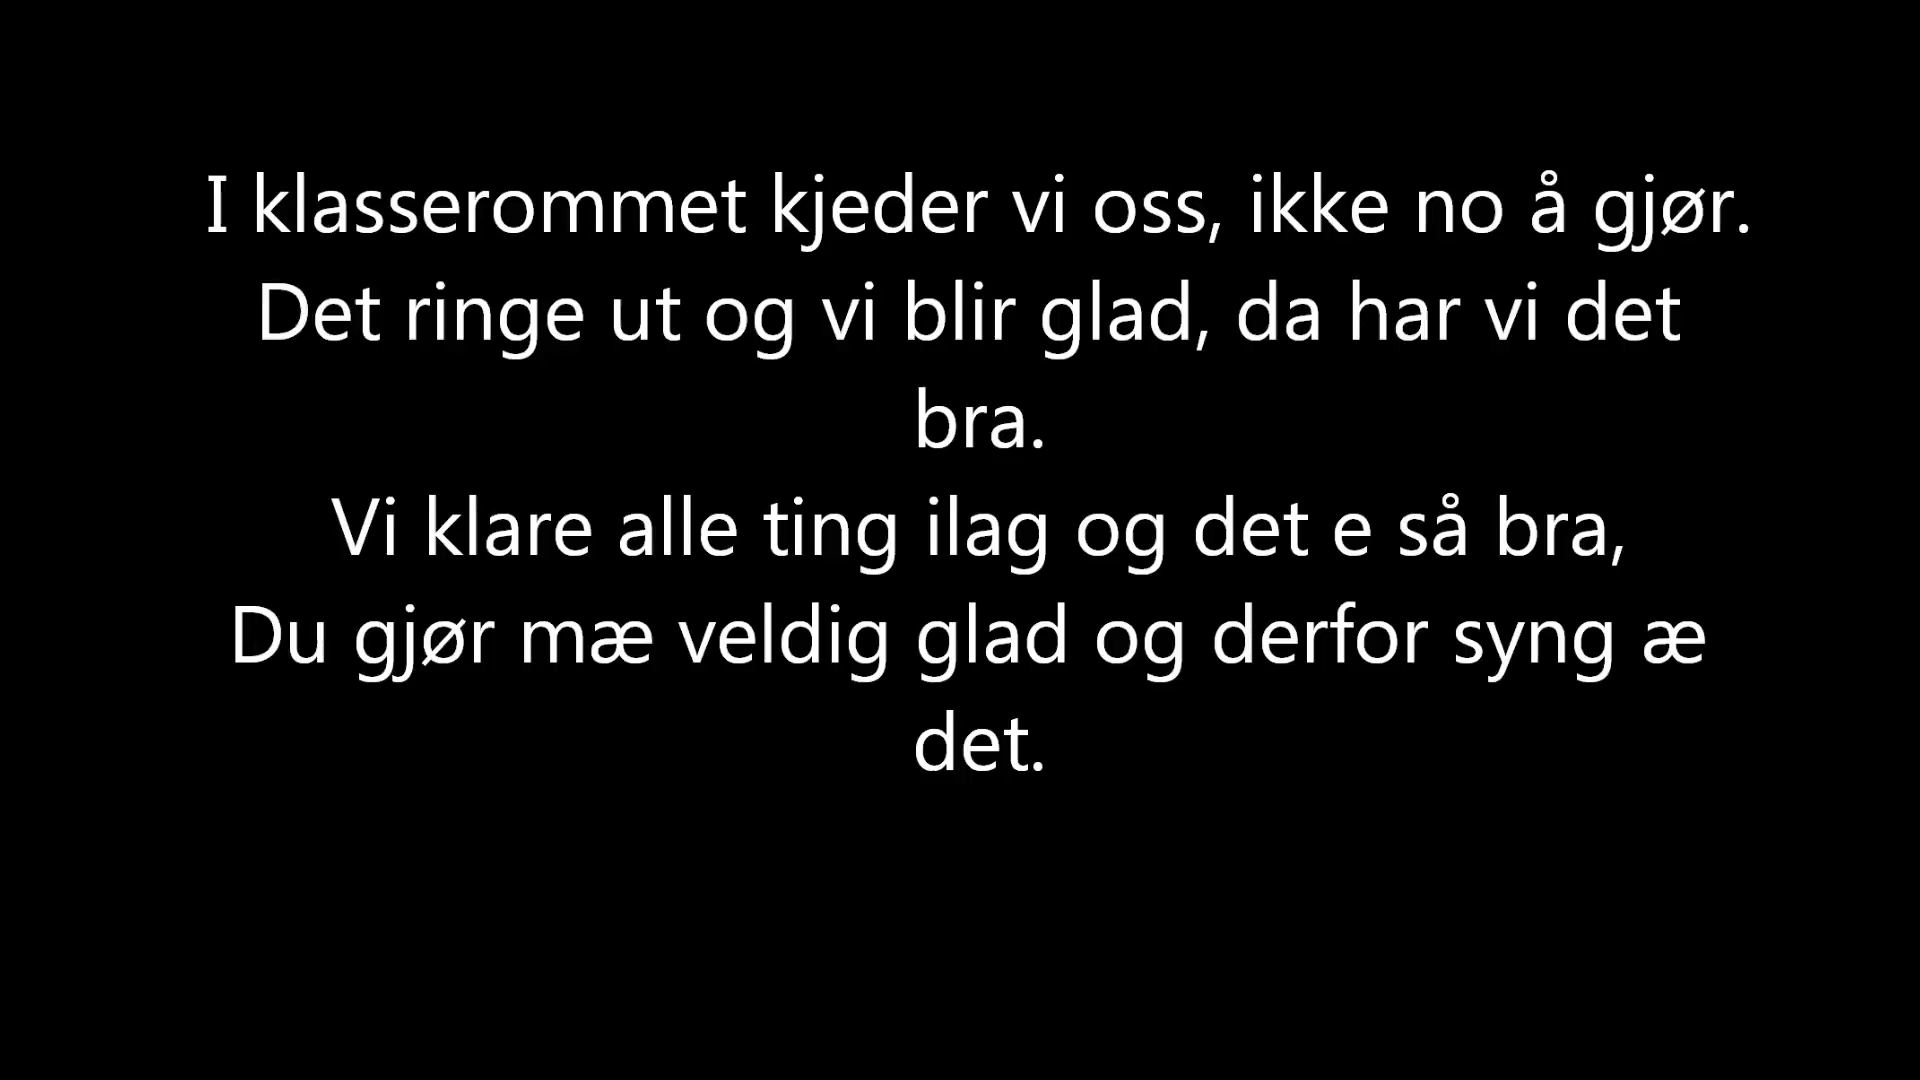 I klasserommet kjeder vi oss, ikke no å gjør.
Det ringe ut og vi blir glad, da har vi det
bra.
Vi klare alle ting ilag og det e så bra,
Du gjør mæ veldig glad og derfor syng æ
det.